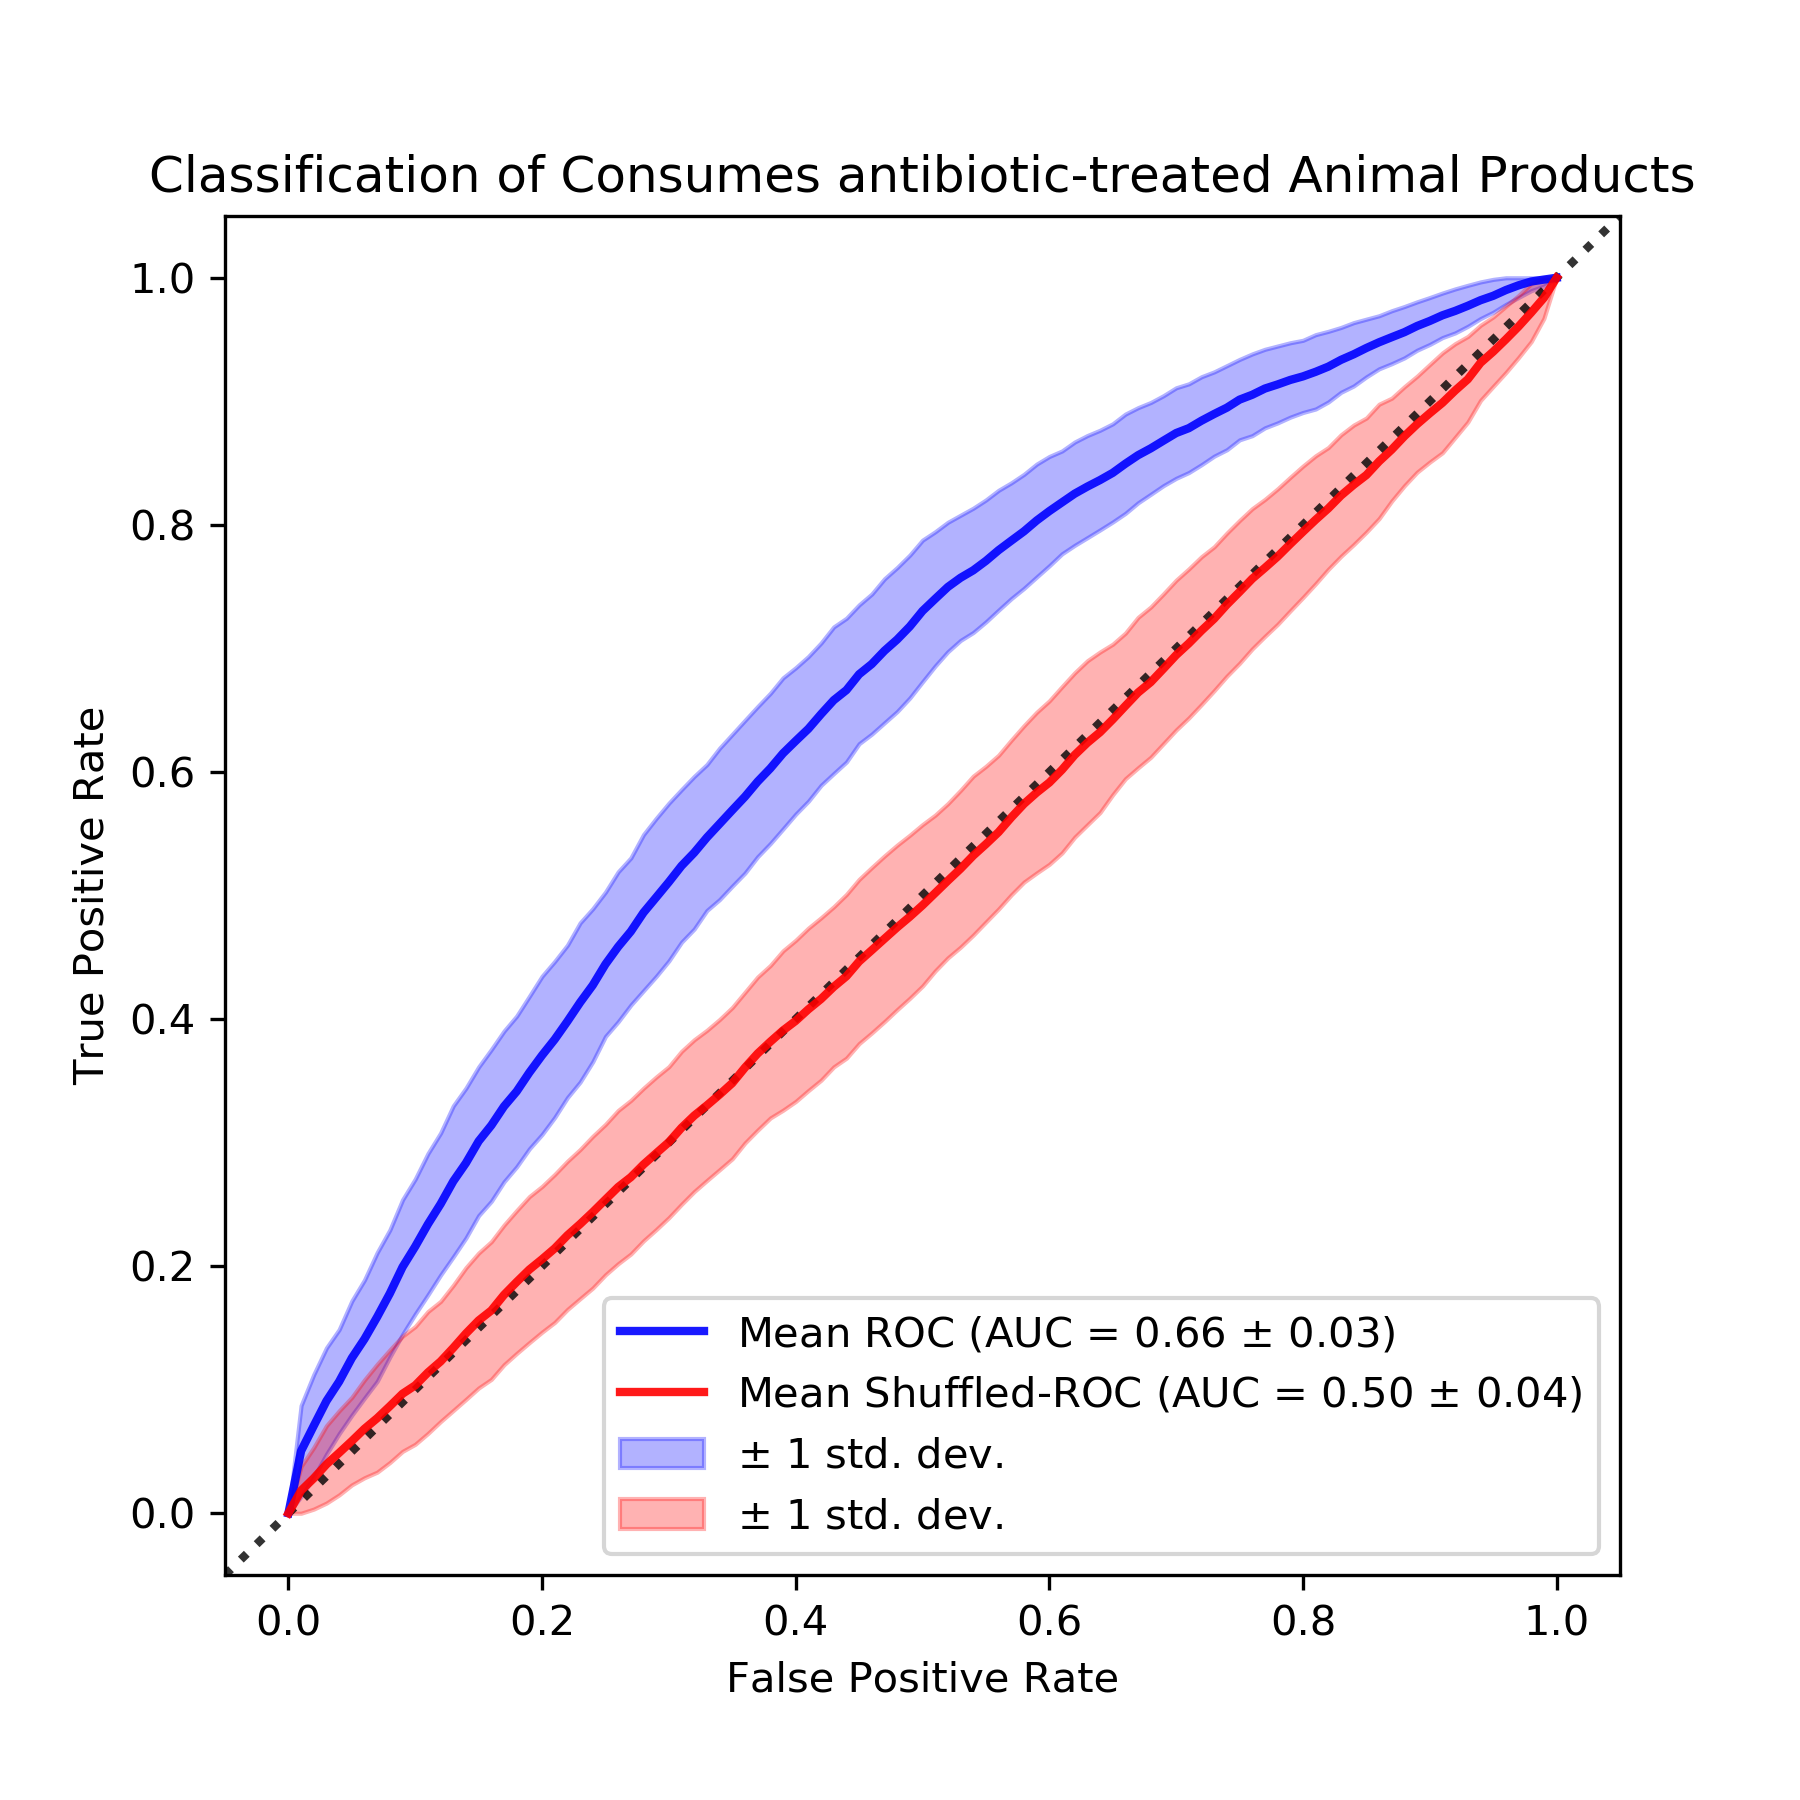 Classification of Consumes antibiotic-treated Animal Products
True Positive Rate
1.0
0.8
0.6
0.4
0.2
0.0
Mean ROC (AUC = 0.66 ± 0.03)
Mean Shuffled-ROC (AUC = 0.50 ± 0.04)
± 1 std. dev.
± 1 std. dev.
0.0 0.2 0.4 0.6 0.8 1.0
False Positive Rate